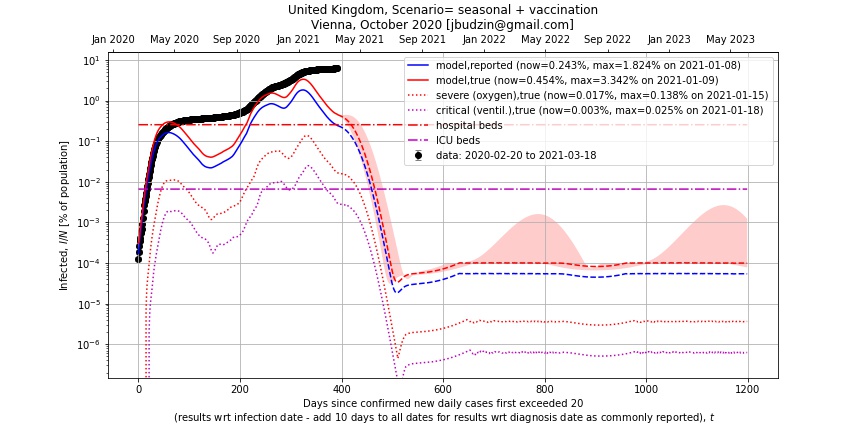 United Kingdom, Scenario= seasonal + vaccination
Vienna, October 2020 [jbudzin@gmail.com]
Jan 2020 May 2020 Sep 2020 Jan 2021 May 2021 Sep 2021 Jan 2022 May 2022 Sep 2022 Jan 2023 May 2023
model,reported (now=0.243%, max=1.824% on 2021-01-08)
model,true (now=0.454%, max=3.342% on 2021-01-09)
severe (oxygen),true (now=0.017%, max=0.138% on 2021-01-15)
critical (ventil.),true (now=0.003%, max=0.025% on 2021-01-18)
hospital beds
ICU beds
data: 2020-02-20 to 2021-03-18
Infected, I/N [% of population]
10¹
10⁰
10⁻¹
10⁻²
10⁻³
10⁻⁴
10⁻⁵
10⁻⁶
0 200 400 600 800 1000 1200
Days since confirmed new daily cases first exceeded 20
(results wrt infection date - add 10 days to all dates for results wrt diagnosis date as commonly reported), t